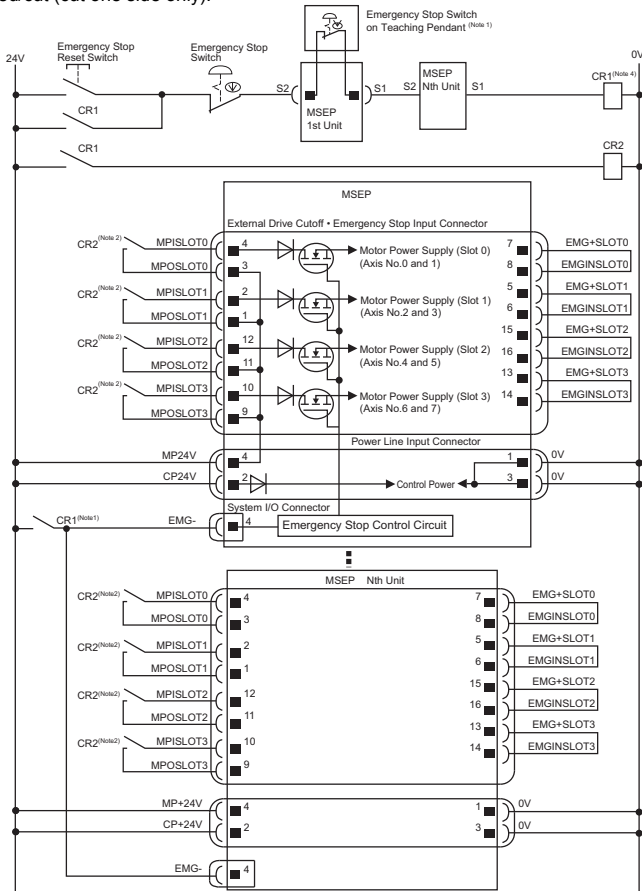 Emergency Stop Switch
on Teaching Pendant (Note 1)
Emergency Stop
Reset Switch
Emergency Stop
Switch
24V
0V
S2
S1
S2
MSEP
Nth Unit
S1
CR1(Note 4)
MSEP
1st Unit
CR1
CR1
CR2
MSEP
External Drive Cutoff • Emergency Stop Input Connector
CR2(Note 2)
MPISLOT0
4
Motor Power Supply (Slot 0)
(Axis No.0 and 1)
7
EMG+SLOT0
MPOSLOT0
3
8
EMGINSLOT0
CR2(Note 2)
MPISLOT1
2
Motor Power Supply (Slot 1)
(Axis No.2 and 3)
5
EMG+SLOT1
MPOSLOT1
1
6
EMGINSLOT1
CR2(Note 2)
MPISLOT2
12
Motor Power Supply (Slot 2)
(Axis No.4 and 5)
15
EMG+SLOT2
MPOSLOT2
11
16
EMGINSLOT2
CR2(Note 2)
MPISLOT3
10
Motor Power Supply (Slot 3)
(Axis No.6 and 7)
13
EMG+SLOT3
MPOSLOT3
9
14
EMGINSLOT3
Power Line Input Connector
MP24V
4
1
0V
CP24V
2
Control Power
3
0V
System I/O Connector
CR1(Note1)
EMG-
4
Emergency Stop Control Circuit
MSEP Nth Unit
CR2(Note2)
MPISLOT0
4
7
EMG+SLOT0
MPOSLOT0
3
8
EMGINSLOT0
CR2(Note2)
MPISLOT1
2
5
EMG+SLOT1
MPOSLOT1
1
6
EMGINSLOT1
CR2(Note2)
MPISLOT2
12
15
EMG+SLOT2
MPOSLOT2
11
16
EMGINSLOT2
CR2(Note2)
MPISLOT3
10
13
EMG+SLOT3
MPOSLOT3
9
14
EMGINSLOT3
MP+24V
4
1
0V
CP+24V
2
3
0V
EMG-
4